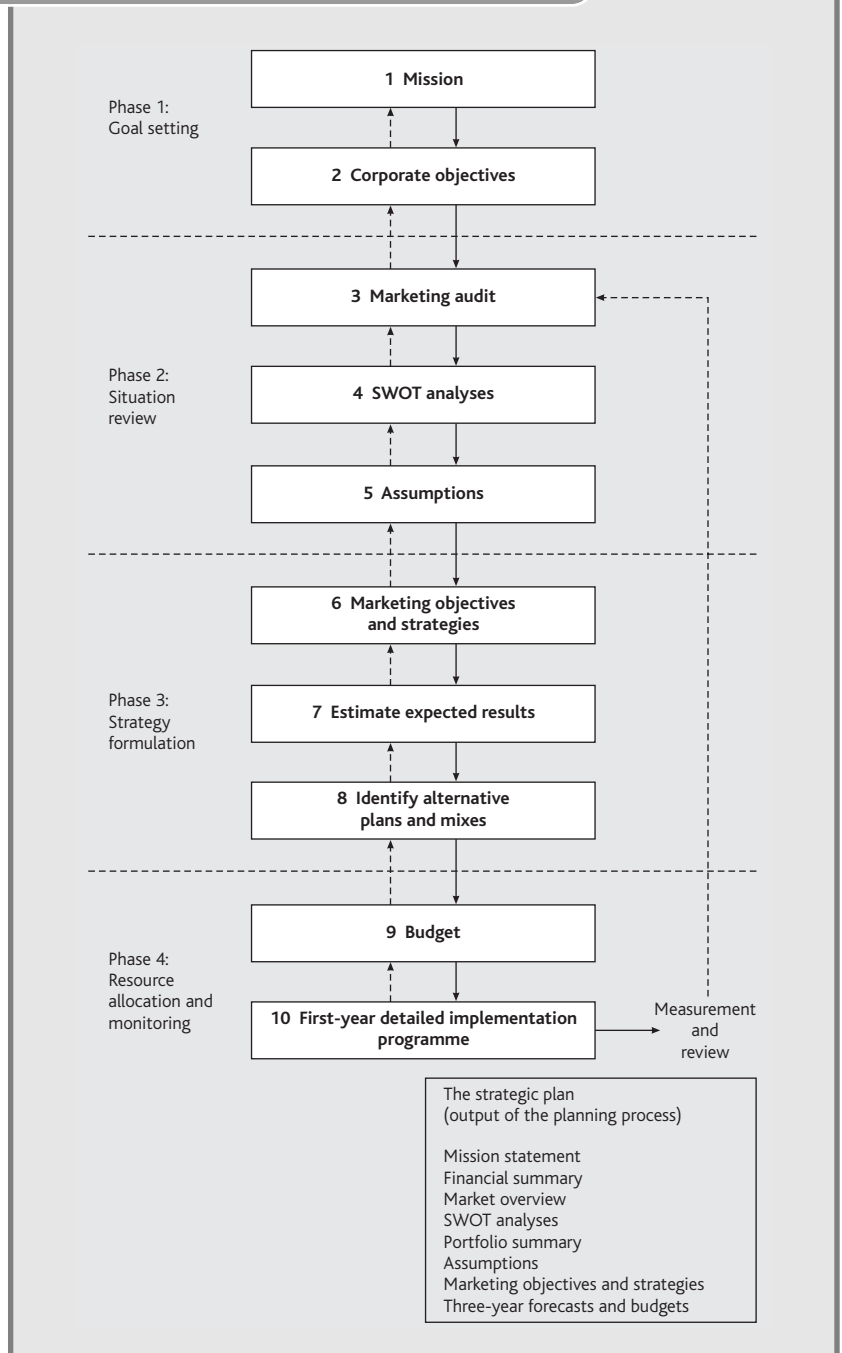 1 Mission
Phase 1:
Goal setting
2 Corporate objectives
3 Marketing audit
Phase 2:
Situation
review
4 SWOT analyses
5 Assumptions
6 Marketing objectives
and strategies
Phase 3:
Strategy
formulation
7 Estimate expected results
8 Identify alternative
plans and mixes
9 Budget
Phase 4:
Resource
allocation and
monitoring
10 First-year detailed implementation
programme
Measurement
and
review
The strategic plan
(output of the planning process)
Mission statement
Financial summary
Market overview
SWOT analyses
Portfolio summary
Assumptions
Marketing objectives and strategies
Three-year forecasts and budgets